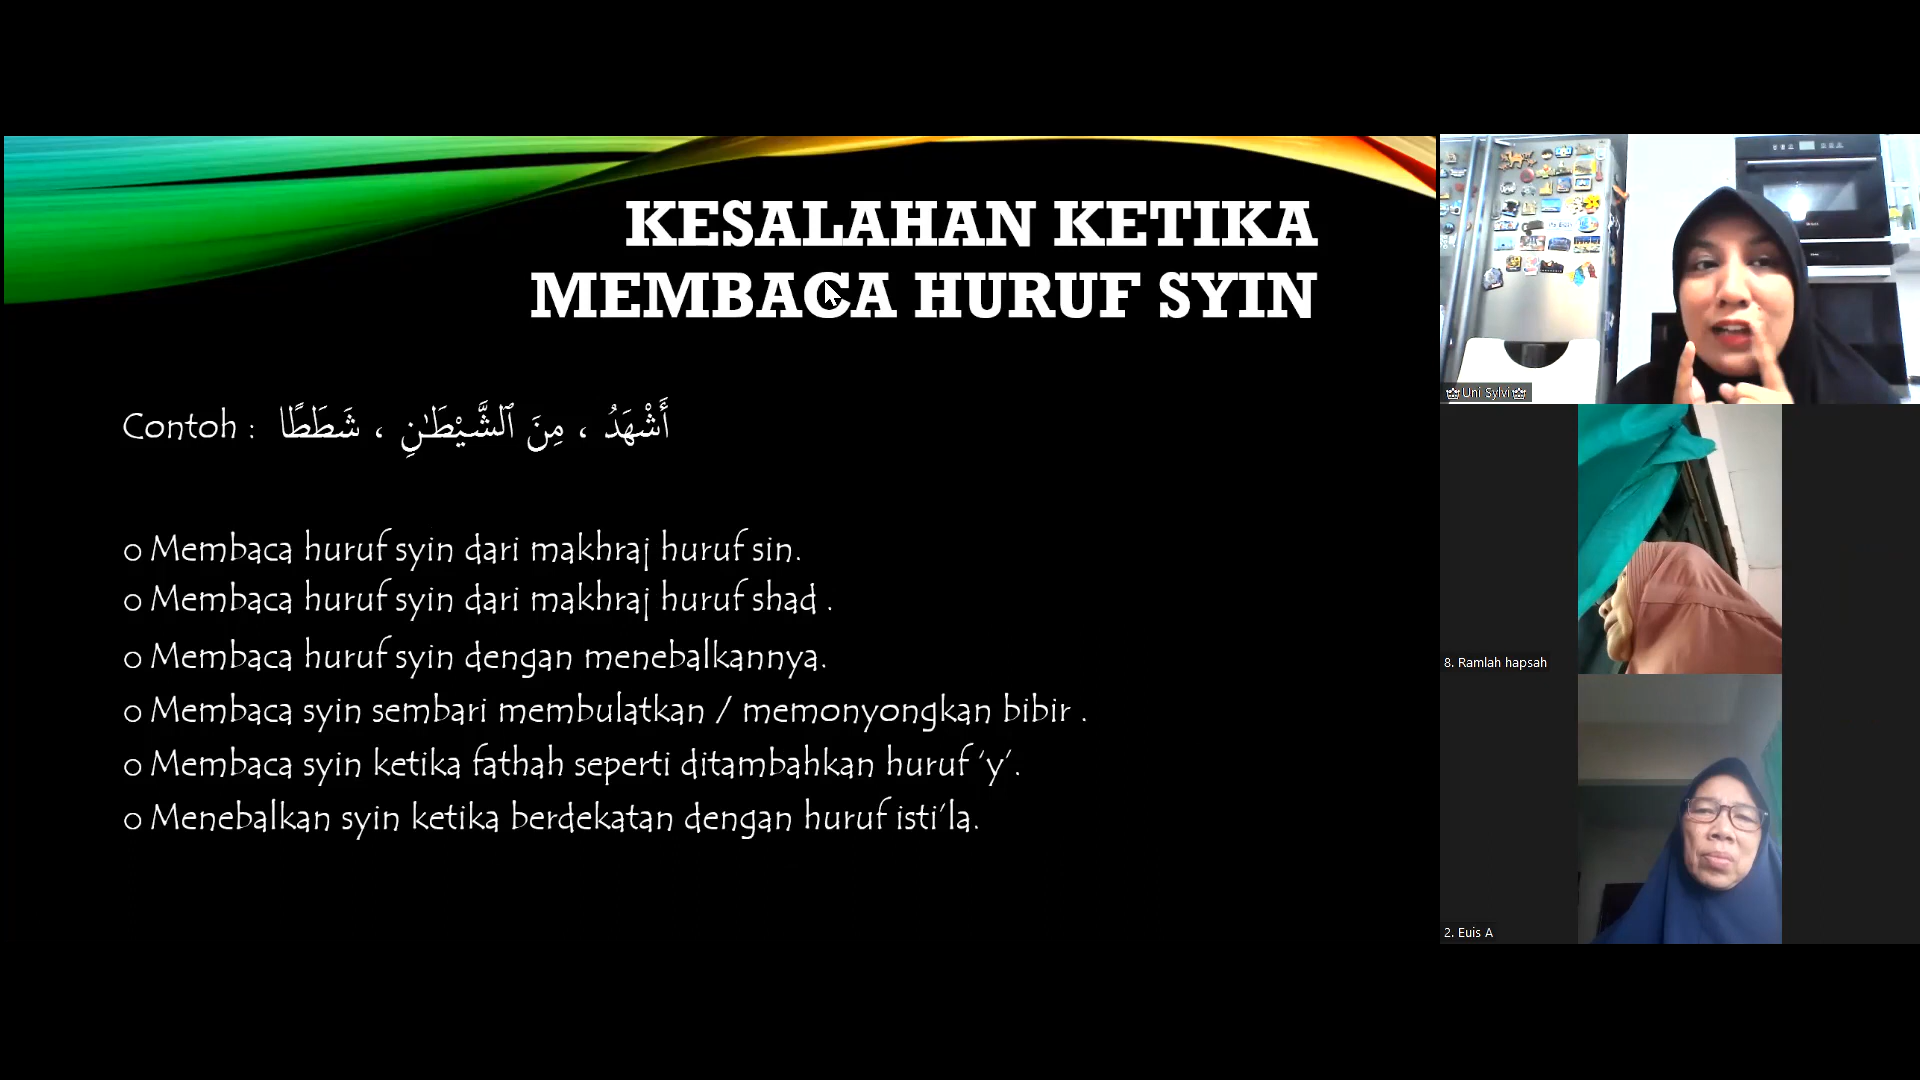 KESALAHAN KETIKA
MEMBACA HURUF SYIN
Contoh : أَشْهَدُ ، مِنَ ٱلشَّيْطَـٰنِ ، شَطَطًا
o Membaca huruf syin dari makhraj huruf sin.
o Membaca huruf syin dari makhraj huruf shad .
o Membaca huruf syin dengan menebalkannya.
o Membaca syin sembari membulatkan / memonyongkan bibir .
o Membaca syin ketika fathah seperti ditambahkan huruf ‘y’.
o Menebalkan syin ketika berdekatan dengan huruf isti’la.
Uni Sylvi
8. Ramlah hapsah
2. Euis A